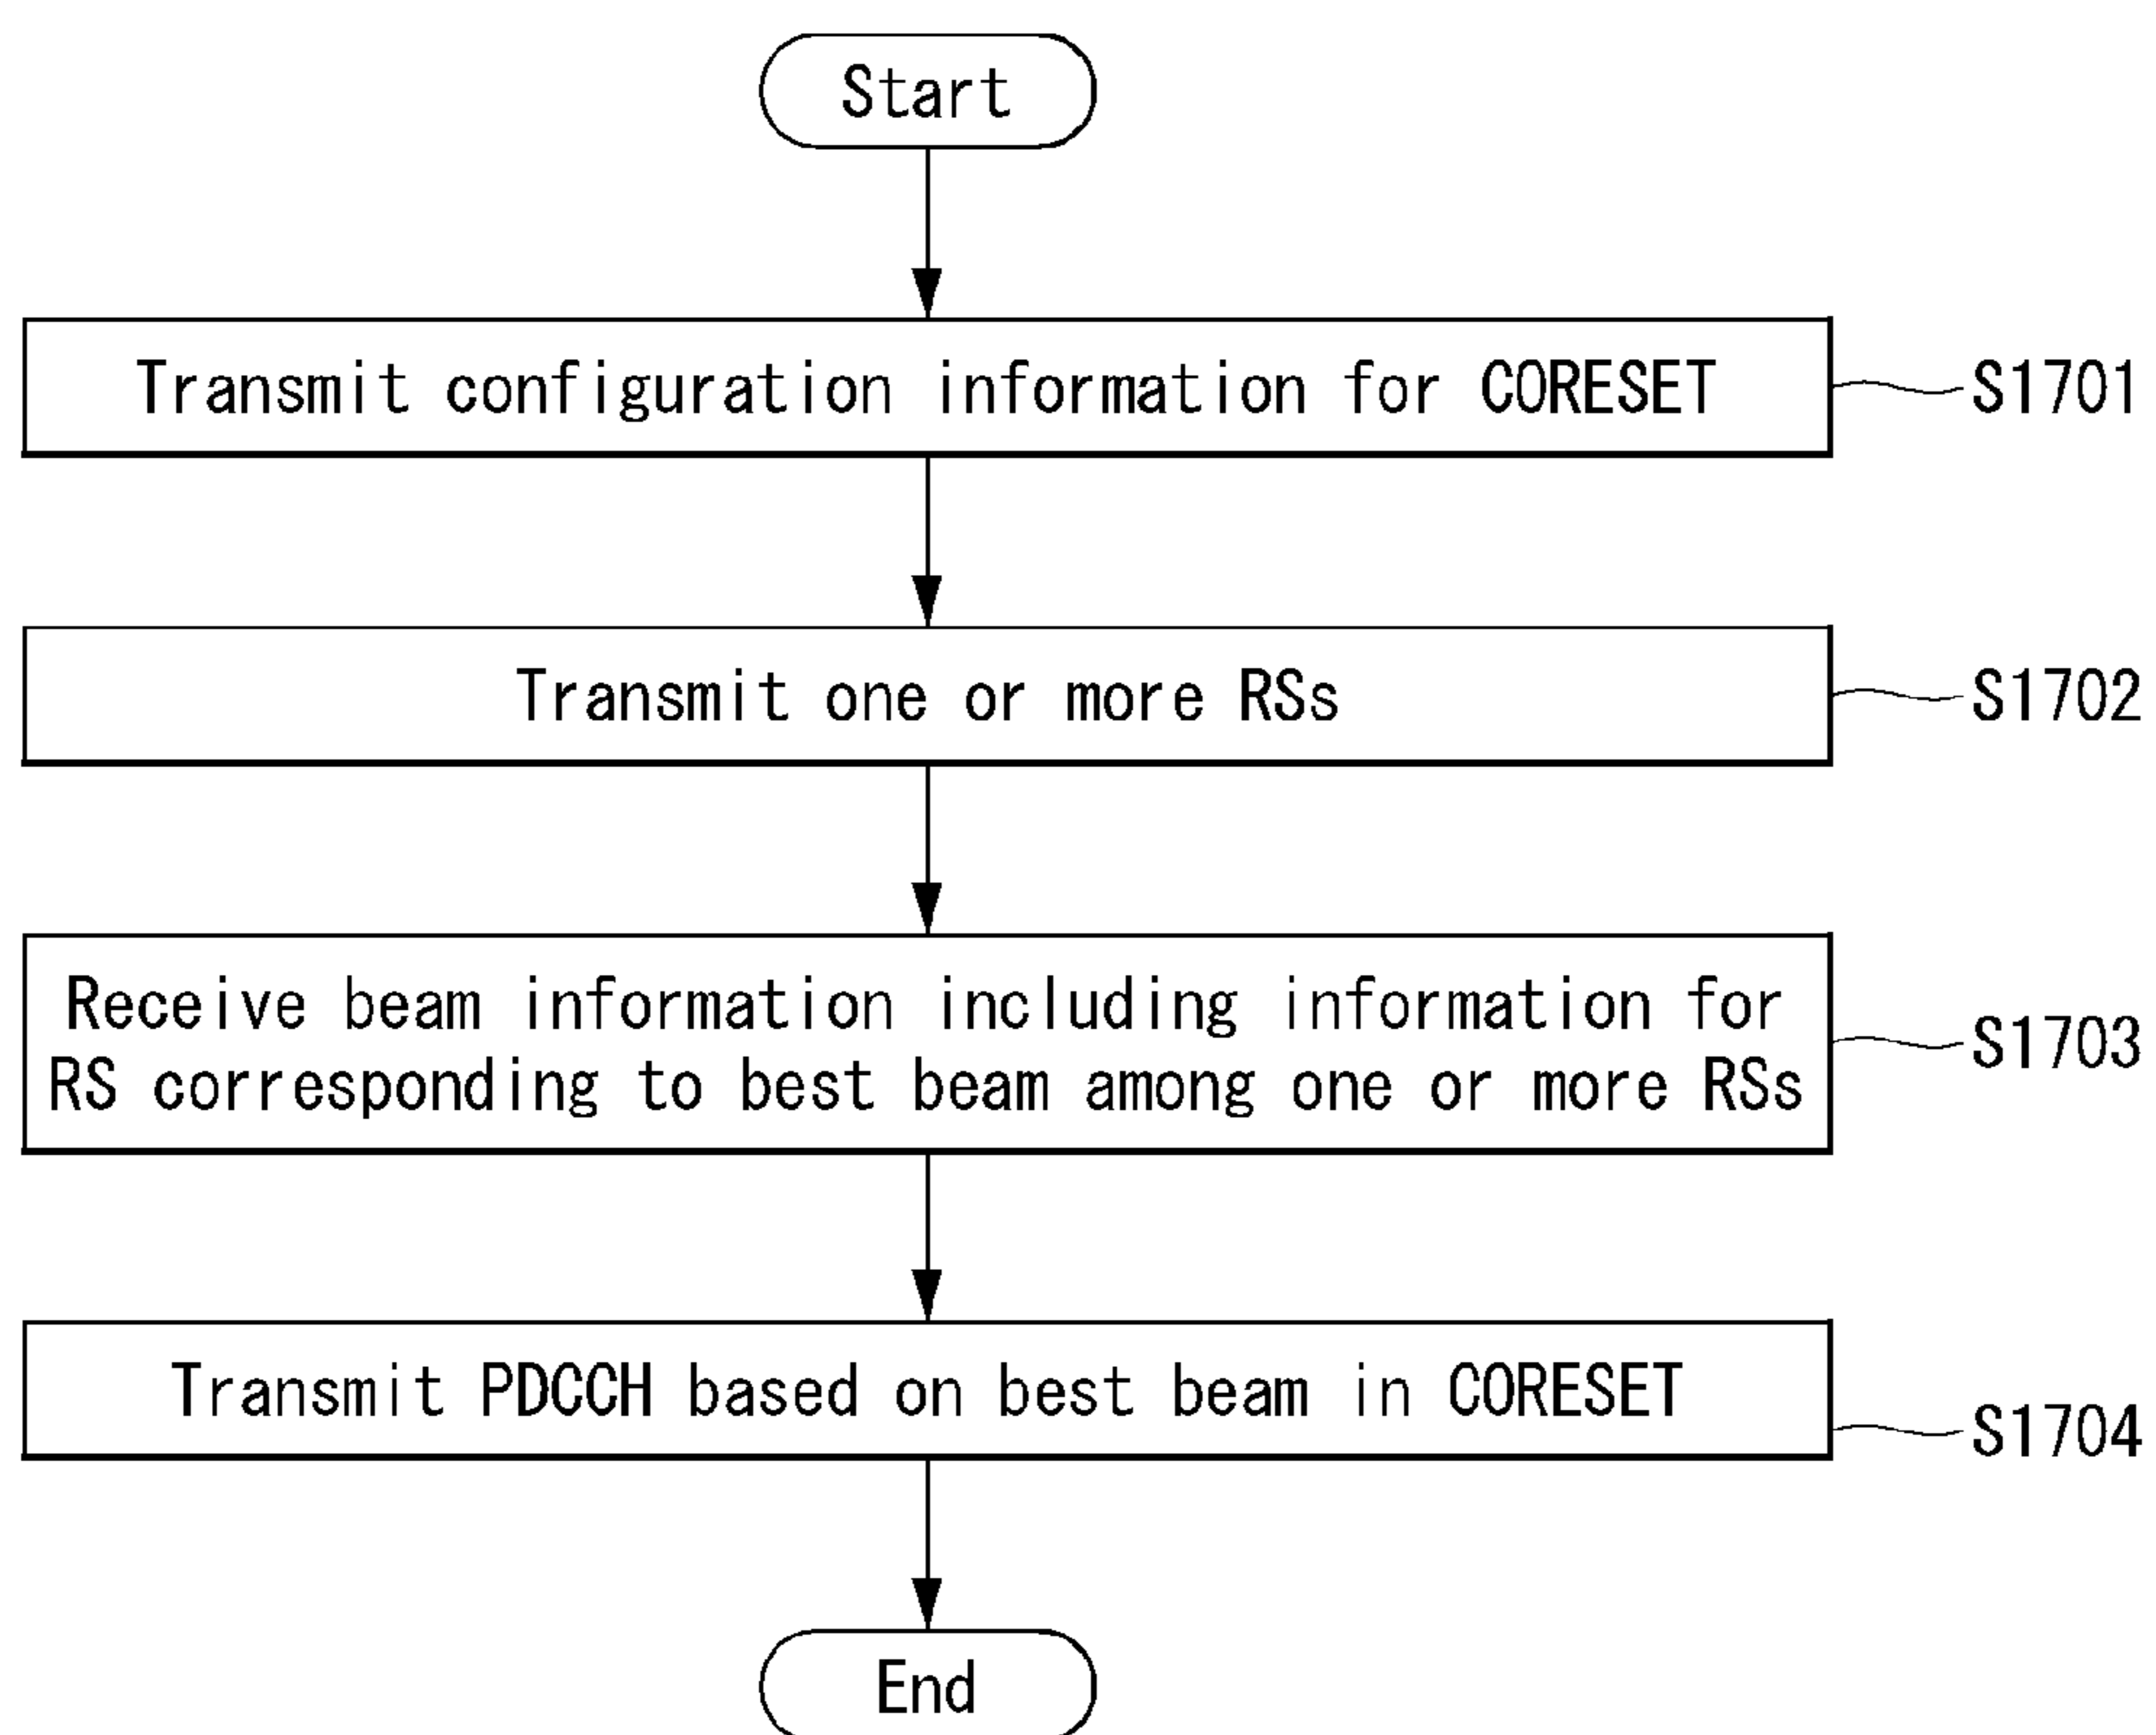 Start
Transmit configuration information for CORESET
S1701
Transmit one or more RSs
S1702
Receive beam information including information for
RS corresponding to best beam among one or more RSs
S1703
Transmit PDCCH based on best beam in CORESET
S1704
End